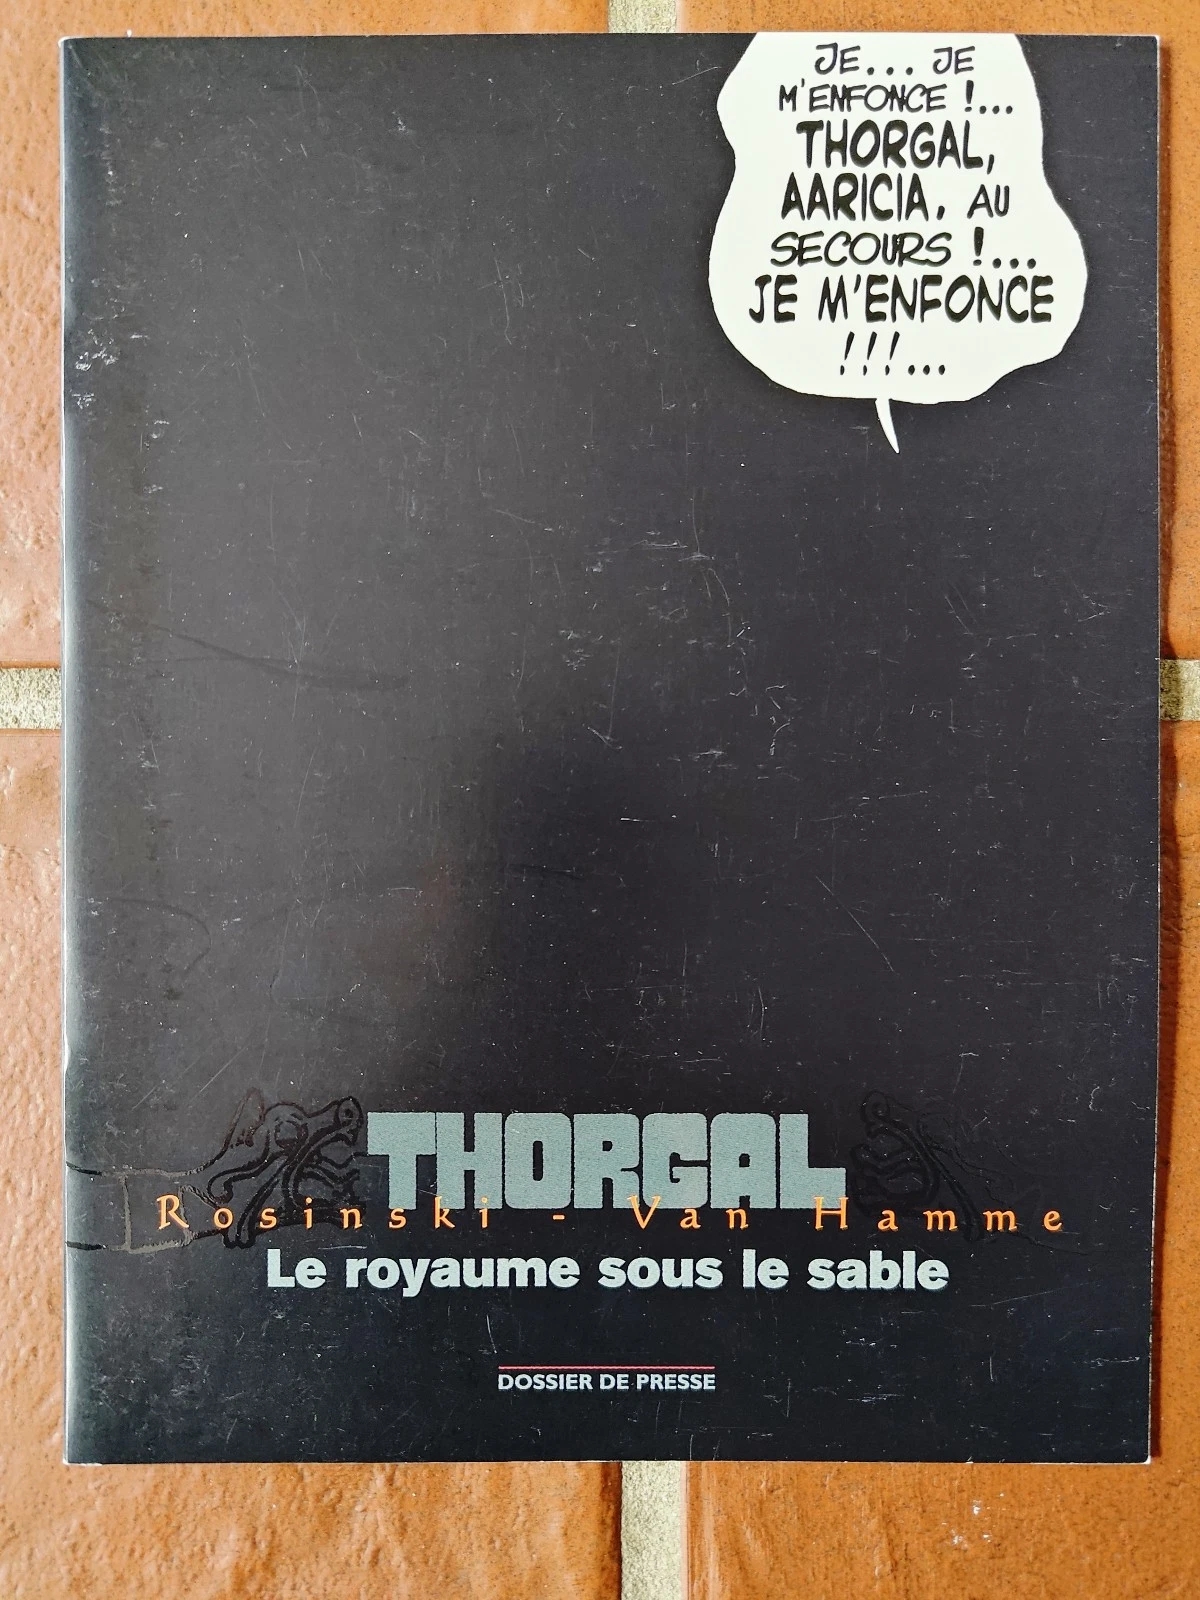 JE... JE
M'ENFONCE !...
THORGAL,
AARICIA. AU
SECOURS !...
JE M'ENFONCE
!!!...
THORGAL
Rosinski - Van Hamme
Le royaume sous le sable
DOSSIER DE PRESSE